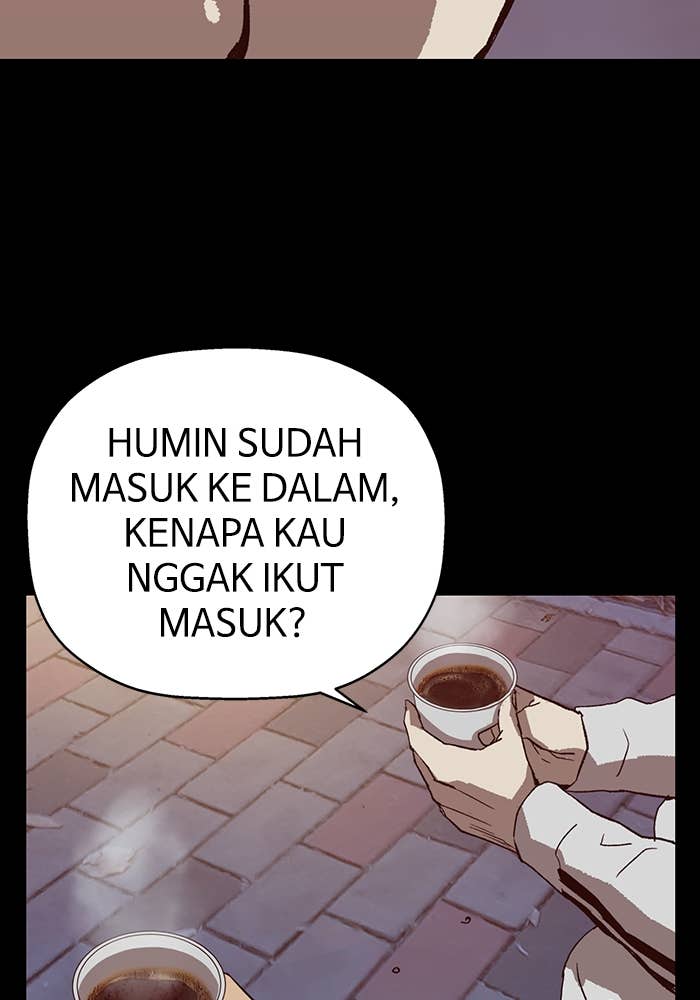 HUMIN SUDAH
MASUK KE DALAM,
KENAPA KAU
NGGAK IKUT
MASUK?